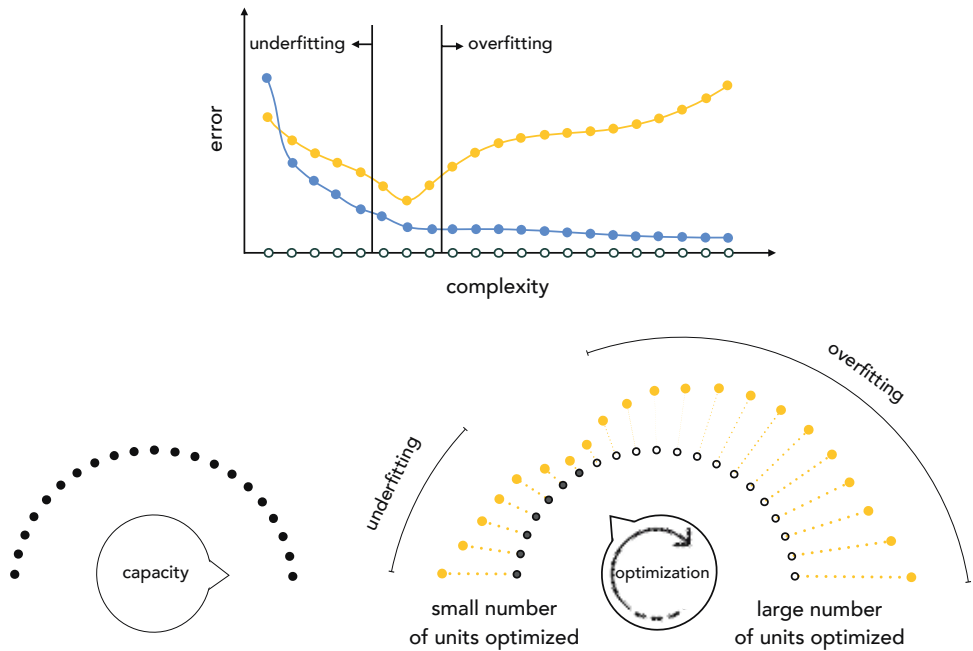 underfitting
overfitting
error
complexity
overfitting
underfitting
capacity
optimization
small number
of units optimized
large number
of units optimized